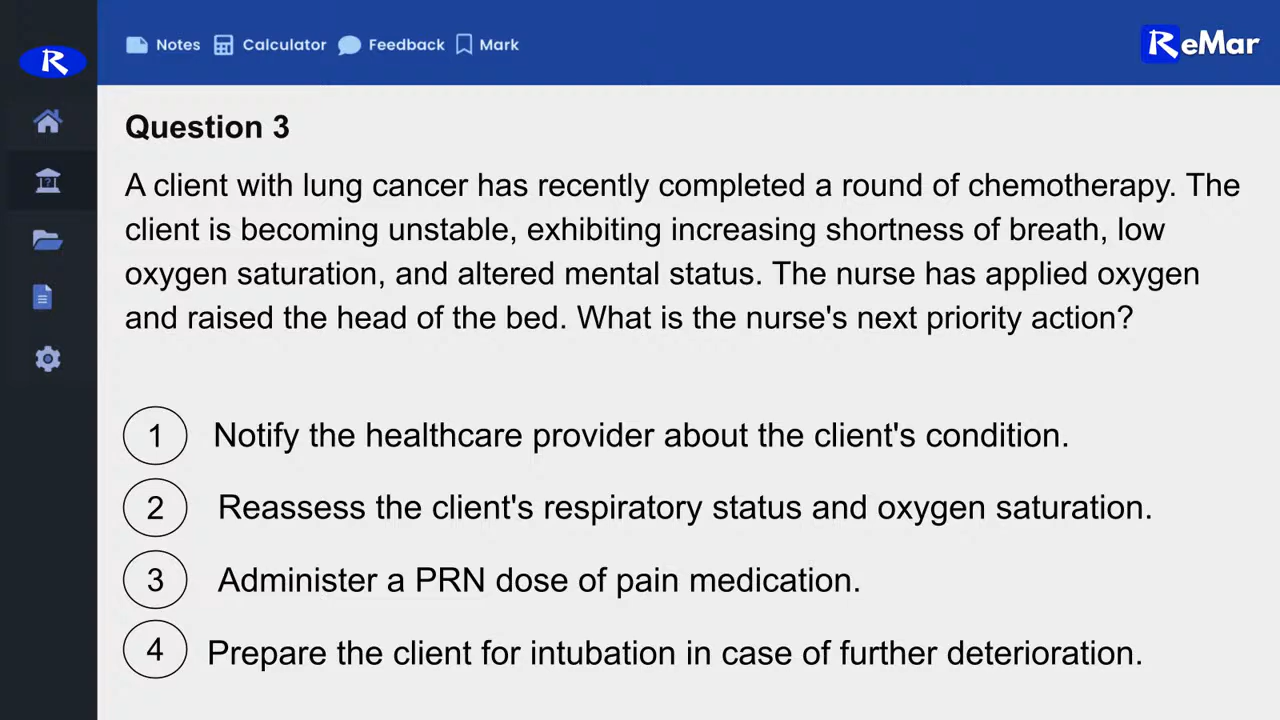 Notes Calculator Feedback Mark
ReMar
R
Question 3
A client with lung cancer has recently completed a round of chemotherapy. The
client is becoming unstable, exhibiting increasing shortness of breath, low
oxygen saturation, and altered mental status. The nurse has applied oxygen
and raised the head of the bed. What is the nurse's next priority action?
1 Notify the healthcare provider about the client's condition.
2 Reassess the client's respiratory status and oxygen saturation.
3 Administer a PRN dose of pain medication.
4 Prepare the client for intubation in case of further deterioration.